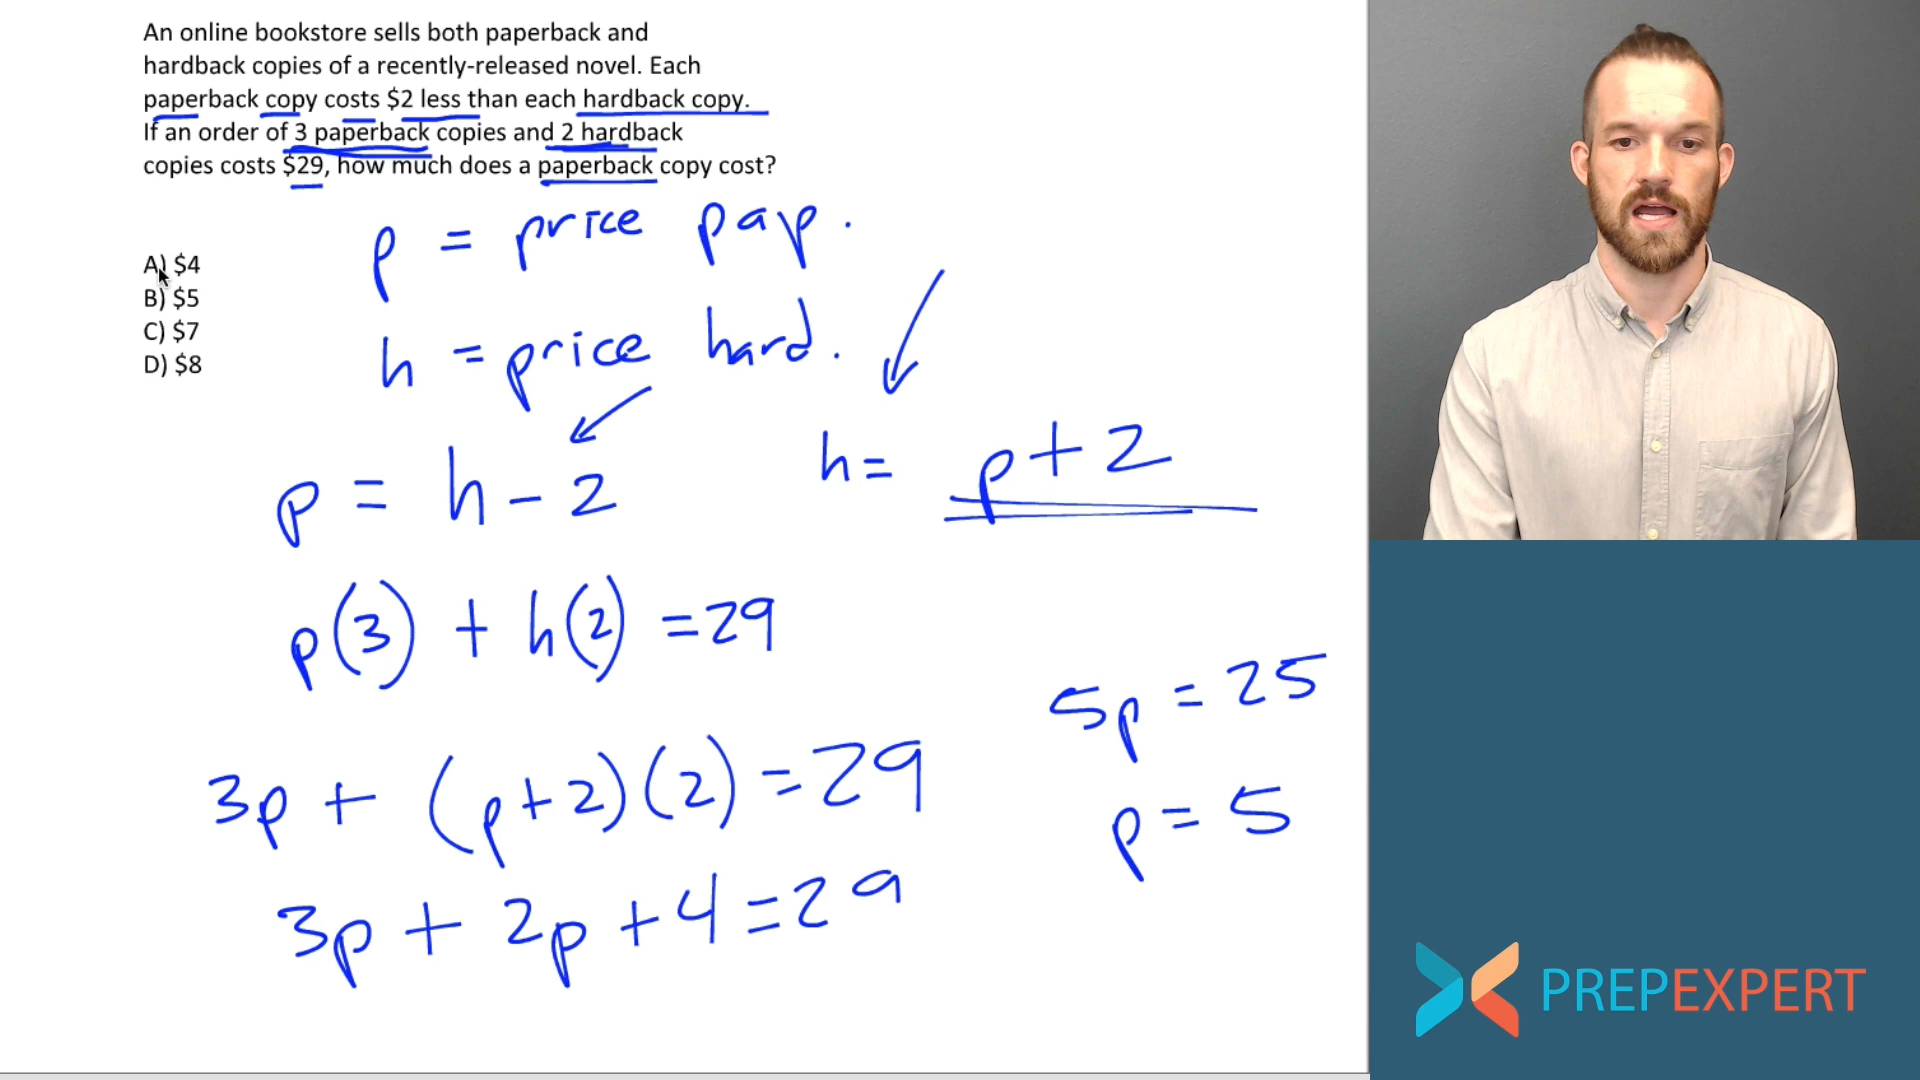 An online bookstore sells both paperback and
hardback copies of a recently-released novel. Each
paperback copy costs $2 less than each hardback copy.
If an order of 3 paperback copies and 2 hardback
copies costs $29, how much does a paperback copy cost?
A) $4
B) $5
C) $7
D) $8
p = price pap.
h = price hard.
p = h - 2
h = p + 2
p(3) + h(2) = 29
3p + (p+2)(2) = 29
3p + 2p + 4 = 29
5p = 25
p = 5
PREPEXPERT